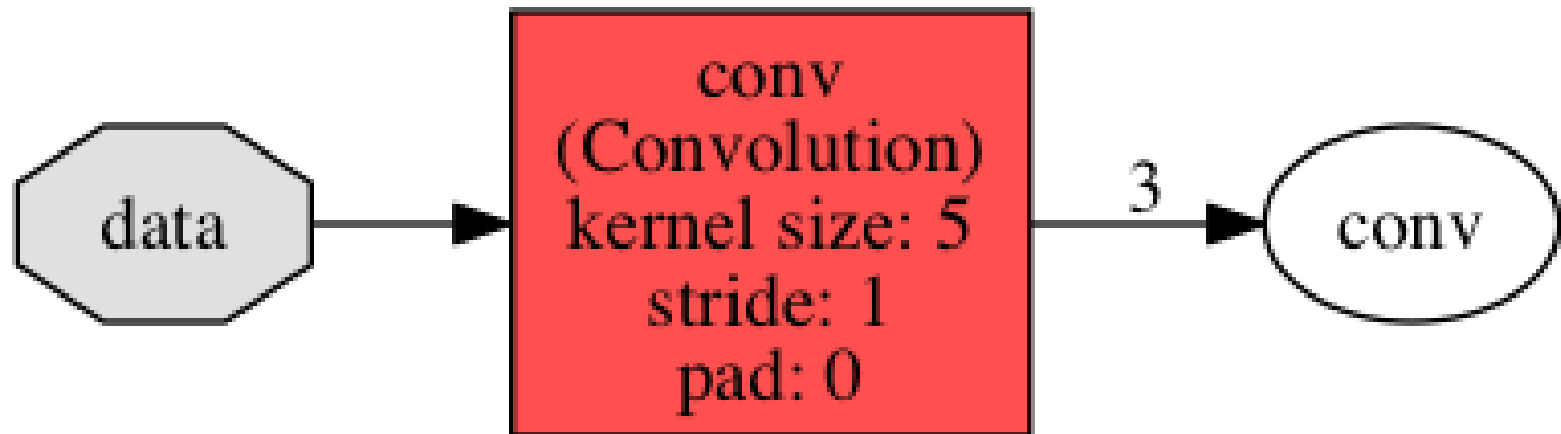 data
conv
(Convolution)
kernel size: 5
stride: 1
pad: 0
3
conv